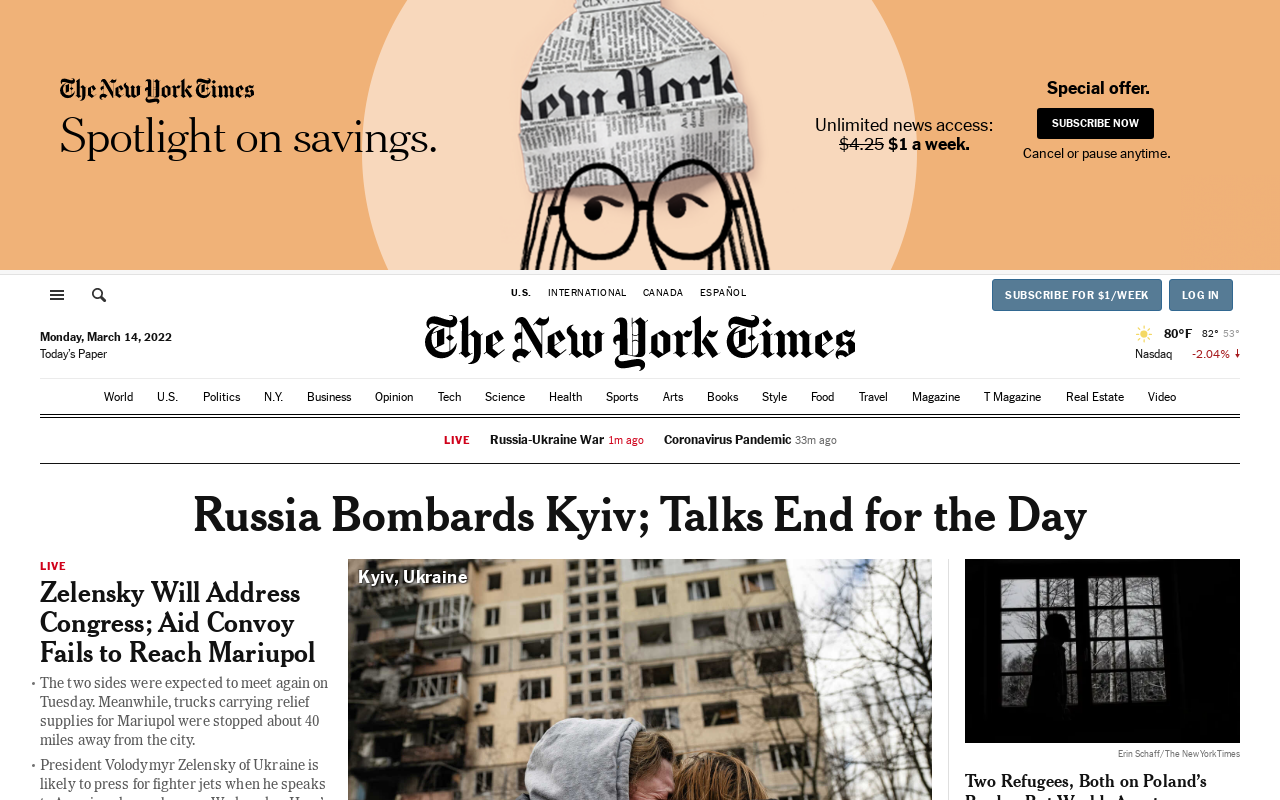 The New York Times
Spotlight on savings.
New York
Unlimited news access:
$4.25 $1 a week.
Special offer.
SUBSCRIBE NOW
Cancel or pause anytime.
U.S. INTERNATIONAL CANADA ESPAÑOL
SUBSCRIBE FOR $1/WEEK LOG IN
Monday, March 14, 2022
Today's Paper
The New York Times
80°F 82° 53°
Nasdaq -2.04%
World U.S. Politics N.Y. Business Opinion Tech Science Health Sports Arts Books Style Food Travel Magazine T Magazine Real Estate Video
LIVE Russia-Ukraine War 1m ago Coronavirus Pandemic 33m ago
Russia Bombards Kyiv; Talks End for the Day
LIVE
Zelensky Will Address
Congress; Aid Convoy
Fails to Reach Mariupol
• The two sides were expected to meet again on
Tuesday. Meanwhile, trucks carrying relief
supplies for Mariupol were stopped about 40
miles away from the city.
• President Volodymyr Zelensky of Ukraine is
likely to press for fighter jets when he speaks
Kyiv, Ukraine
Erin Schaff/The New York Times
Two Refugees, Both on Poland's